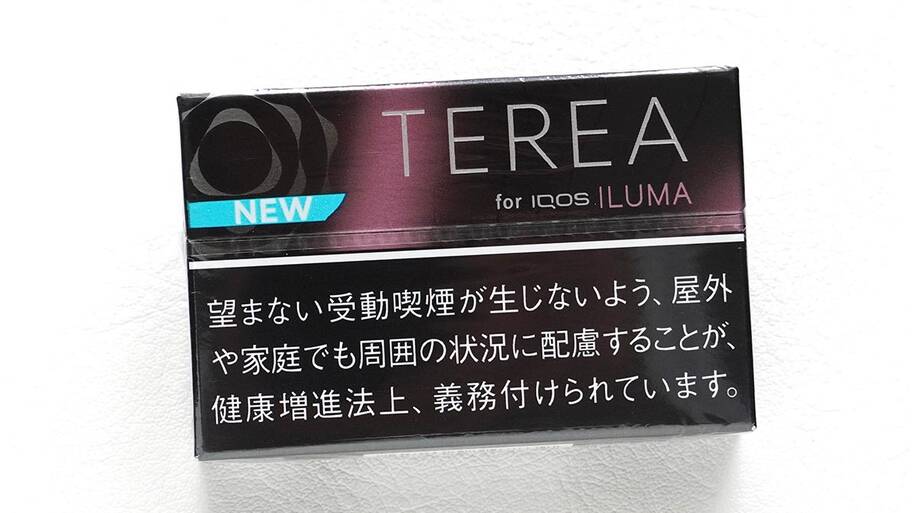 TEREA
NEW
for IQOS ILUMA
望まない受動喫煙が生じないよう、屋外
や家庭でも周囲の状況に配慮することが、
健康増進法上、義務付けられています。